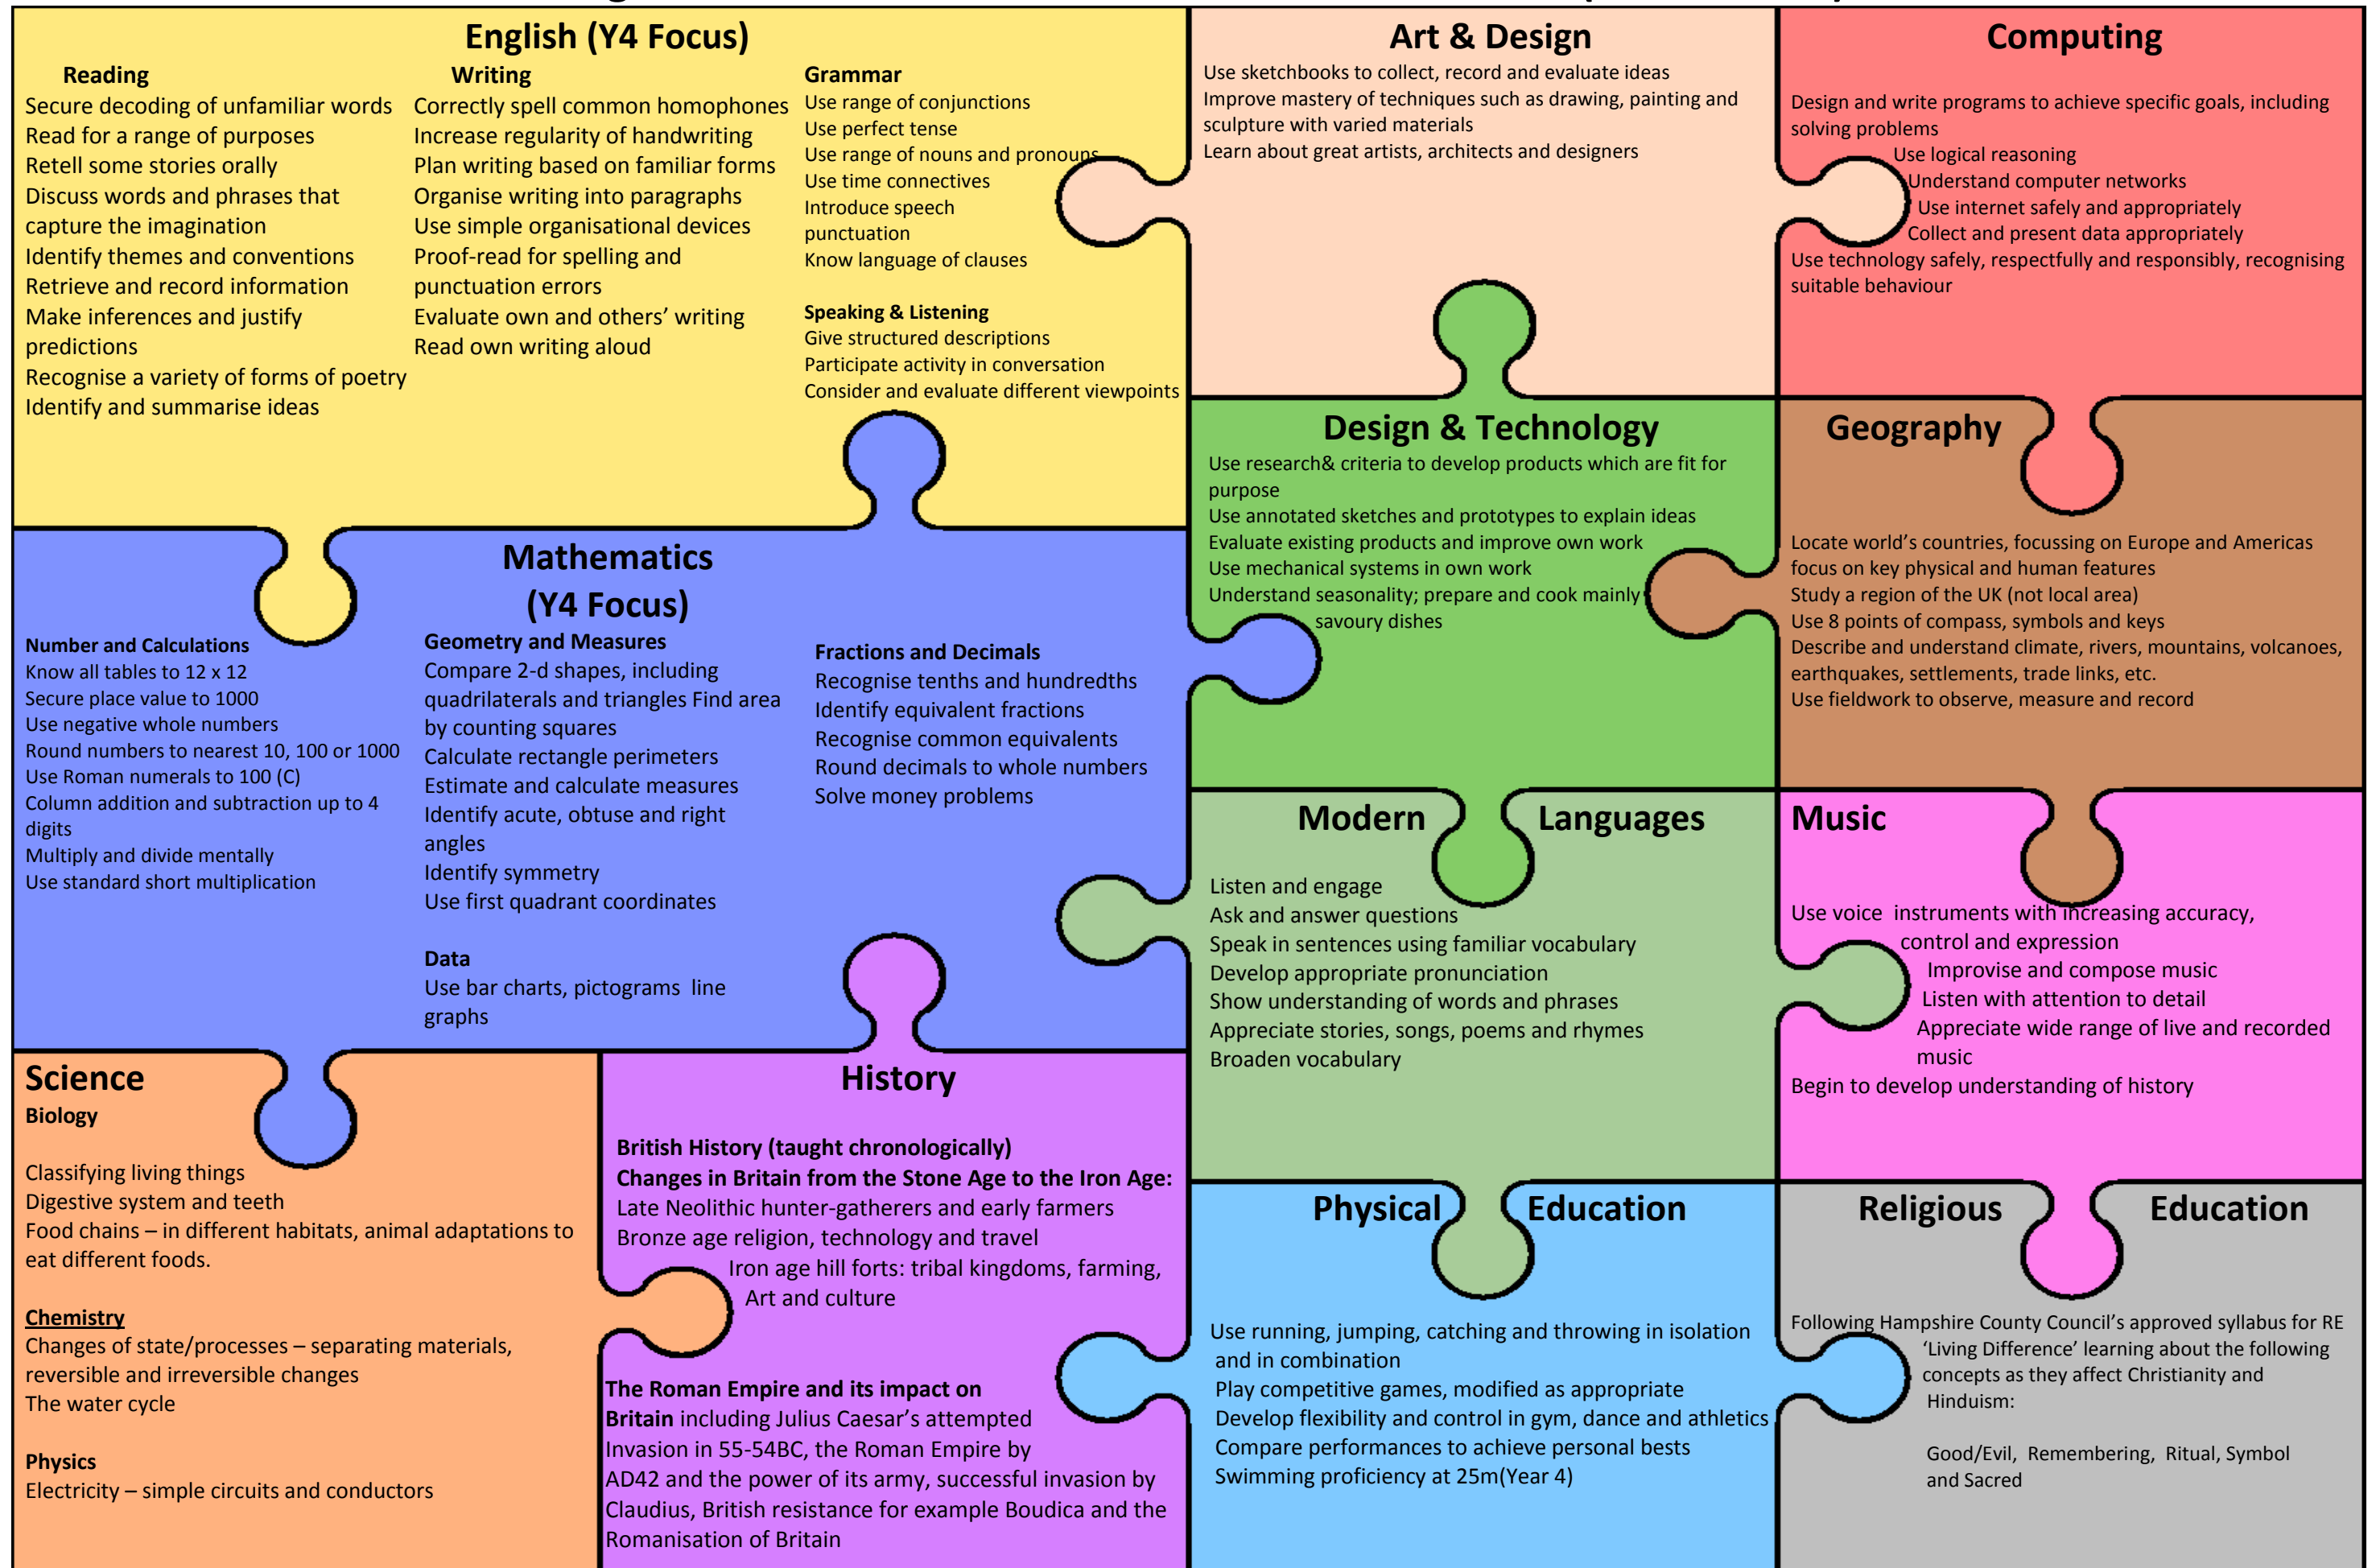 English (Y4 Focus)
Reading
Secure decoding of unfamiliar words
Read for a range of purposes
Retell some stories orally
Discuss words and phrases that
capture the imagination
Identify themes and conventions
Retrieve and record information
Make inferences and justify
predictions
Recognise a variety of forms of poetry
Identify and summarise ideas
Writing
Correctly spell common homophones
Increase regularity of handwriting
Plan writing based on familiar forms
Organise writing into paragraphs
Use simple organisational devices
Proof-read for spelling and
punctuation errors
Evaluate own and others’ writing
Read own writing aloud
Grammar
Use range of conjunctions
Use perfect tense
Use range of nouns and pronouns
Use time connectives
Introduce speech
punctuation
Know language of clauses
Speaking & Listening
Give structured descriptions
Participate activity in conversation
Consider and evaluate different viewpoints
Art & Design
Use sketchbooks to collect, record and evaluate ideas
Improve mastery of techniques such as drawing, painting and
sculpture with varied materials
Learn about great artists, architects and designers
Computing
Design and write programs to achieve specific goals, including
solving problems
Use logical reasoning
Understand computer networks
Use internet safely and appropriately
Collect and present data appropriately
Use technology safely, respectfully and responsibly, recognising
suitable behaviour
Mathematics
(Y4 Focus)
Number and Calculations
Know all tables to 12 x 12
Secure place value to 1000
Use negative whole numbers
Round numbers to nearest 10, 100 or 1000
Use Roman numerals to 100 (C)
Column addition and subtraction up to 4
digits
Multiply and divide mentally
Use standard short multiplication
Geometry and Measures
Compare 2-d shapes, including
quadrilaterals and triangles Find area
by counting squares
Calculate rectangle perimeters
Estimate and calculate measures
Identify acute, obtuse and right
angles
Identify symmetry
Use first quadrant coordinates
Data
Use bar charts, pictograms  line
graphs
Fractions and Decimals
Recognise tenths and hundredths
Identify equivalent fractions
Recognise common equivalents
Round decimals to whole numbers
Solve money problems
Design & Technology
Use research& criteria to develop products which are fit for
purpose
Use annotated sketches and prototypes to explain ideas
Evaluate existing products and improve own work
Use mechanical systems in own work
Understand seasonality; prepare and cook mainly
savoury dishes
Geography
Locate world’s countries, focussing on Europe and Americas
focus on key physical and human features
Study a region of the UK (not local area)
Use 8 points of compass, symbols and keys
Describe and understand climate, rivers, mountains, volcanoes,
earthquakes, settlements, trade links, etc.
Use fieldwork to observe, measure and record
Modern Languages
Listen and engage
Ask and answer questions
Speak in sentences using familiar vocabulary
Develop appropriate pronunciation
Show understanding of words and phrases
Appreciate stories, songs, poems and rhymes
Broaden vocabulary
Music
Use voice  instruments with increasing accuracy,
control and expression
Improvise and compose music
Listen with attention to detail
Appreciate wide range of live and recorded
music
Begin to develop understanding of history
Science
Biology
Classifying living things
Digestive system and teeth
Food chains – in different habitats, animal adaptations to
eat different foods.
Chemistry
Changes of state/processes – separating materials,
reversible and irreversible changes
The water cycle
Physics
Electricity – simple circuits and conductors
History
British History (taught chronologically)
Changes in Britain from the Stone Age to the Iron Age:
Late Neolithic hunter-gatherers and early farmers
Bronze age religion, technology and travel
Iron age hill forts: tribal kingdoms, farming,
Art and culture
The Roman Empire and its impact on
Britain including Julius Caesar’s attempted
Invasion in 55-54BC, the Roman Empire by
AD42 and the power of its army, successful invasion by
Claudius, British resistance for example Boudica and the
Romanisation of Britain
Physical Education
Use running, jumping, catching and throwing in isolation
and in combination
Play competitive games, modified as appropriate
Develop flexibility and control in gym, dance and athletics
Compare performances to achieve personal bests
Swimming proficiency at 25m(Year 4)
Religious Education
Following Hampshire County Council’s approved syllabus for RE
‘Living Difference’ learning about the following
concepts as they affect Christianity and
Hinduism:
Good/Evil,  Remembering,  Ritual, Symbol
and Sacred